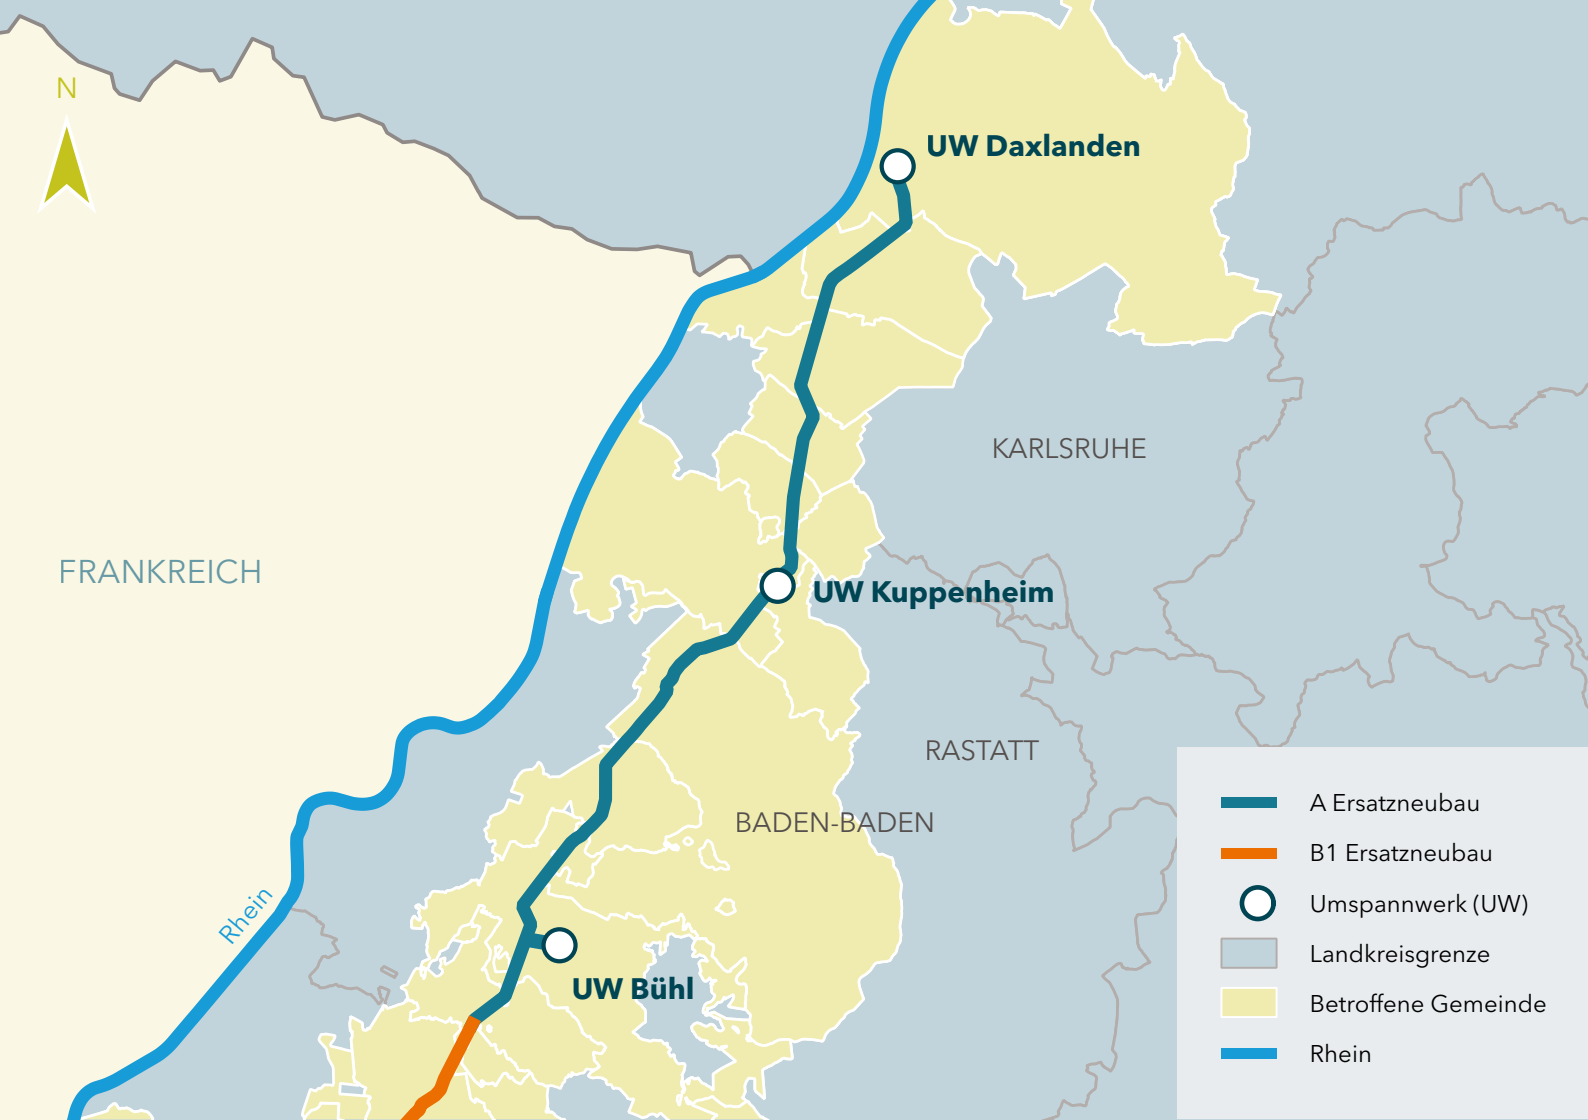 N
UW Daxlanden
KARLSRUHE
FRANKREICH
UW Kuppenheim
RASTATT
BADEN-BADEN
Rhein
UW Bühl
A Ersatzneubau
B1 Ersatzneubau
Umspannwerk (UW)
Landkreisgrenze
Betroffene Gemeinde
Rhein